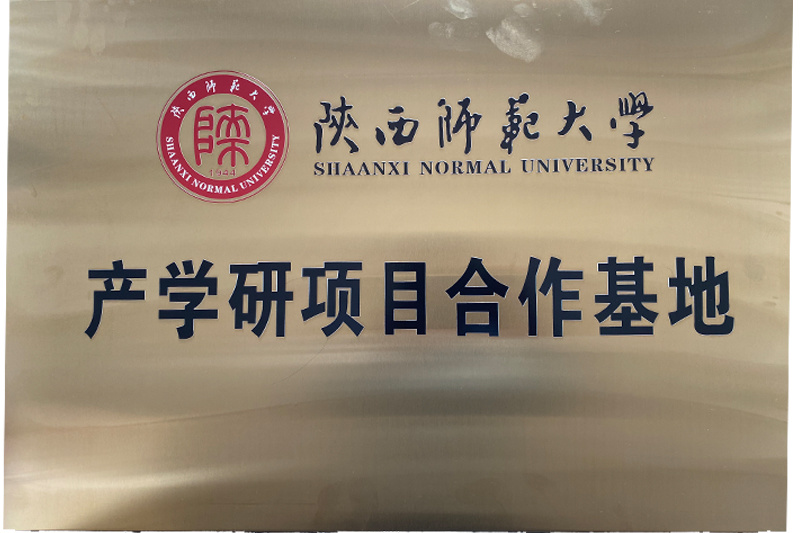 陕西师范大学
陕
SHAANXI NORMAL UNIVERSITY
1944
陕西师范大学
SHAANXI NORMAL UNIVERSITY
产学研项目合作基地